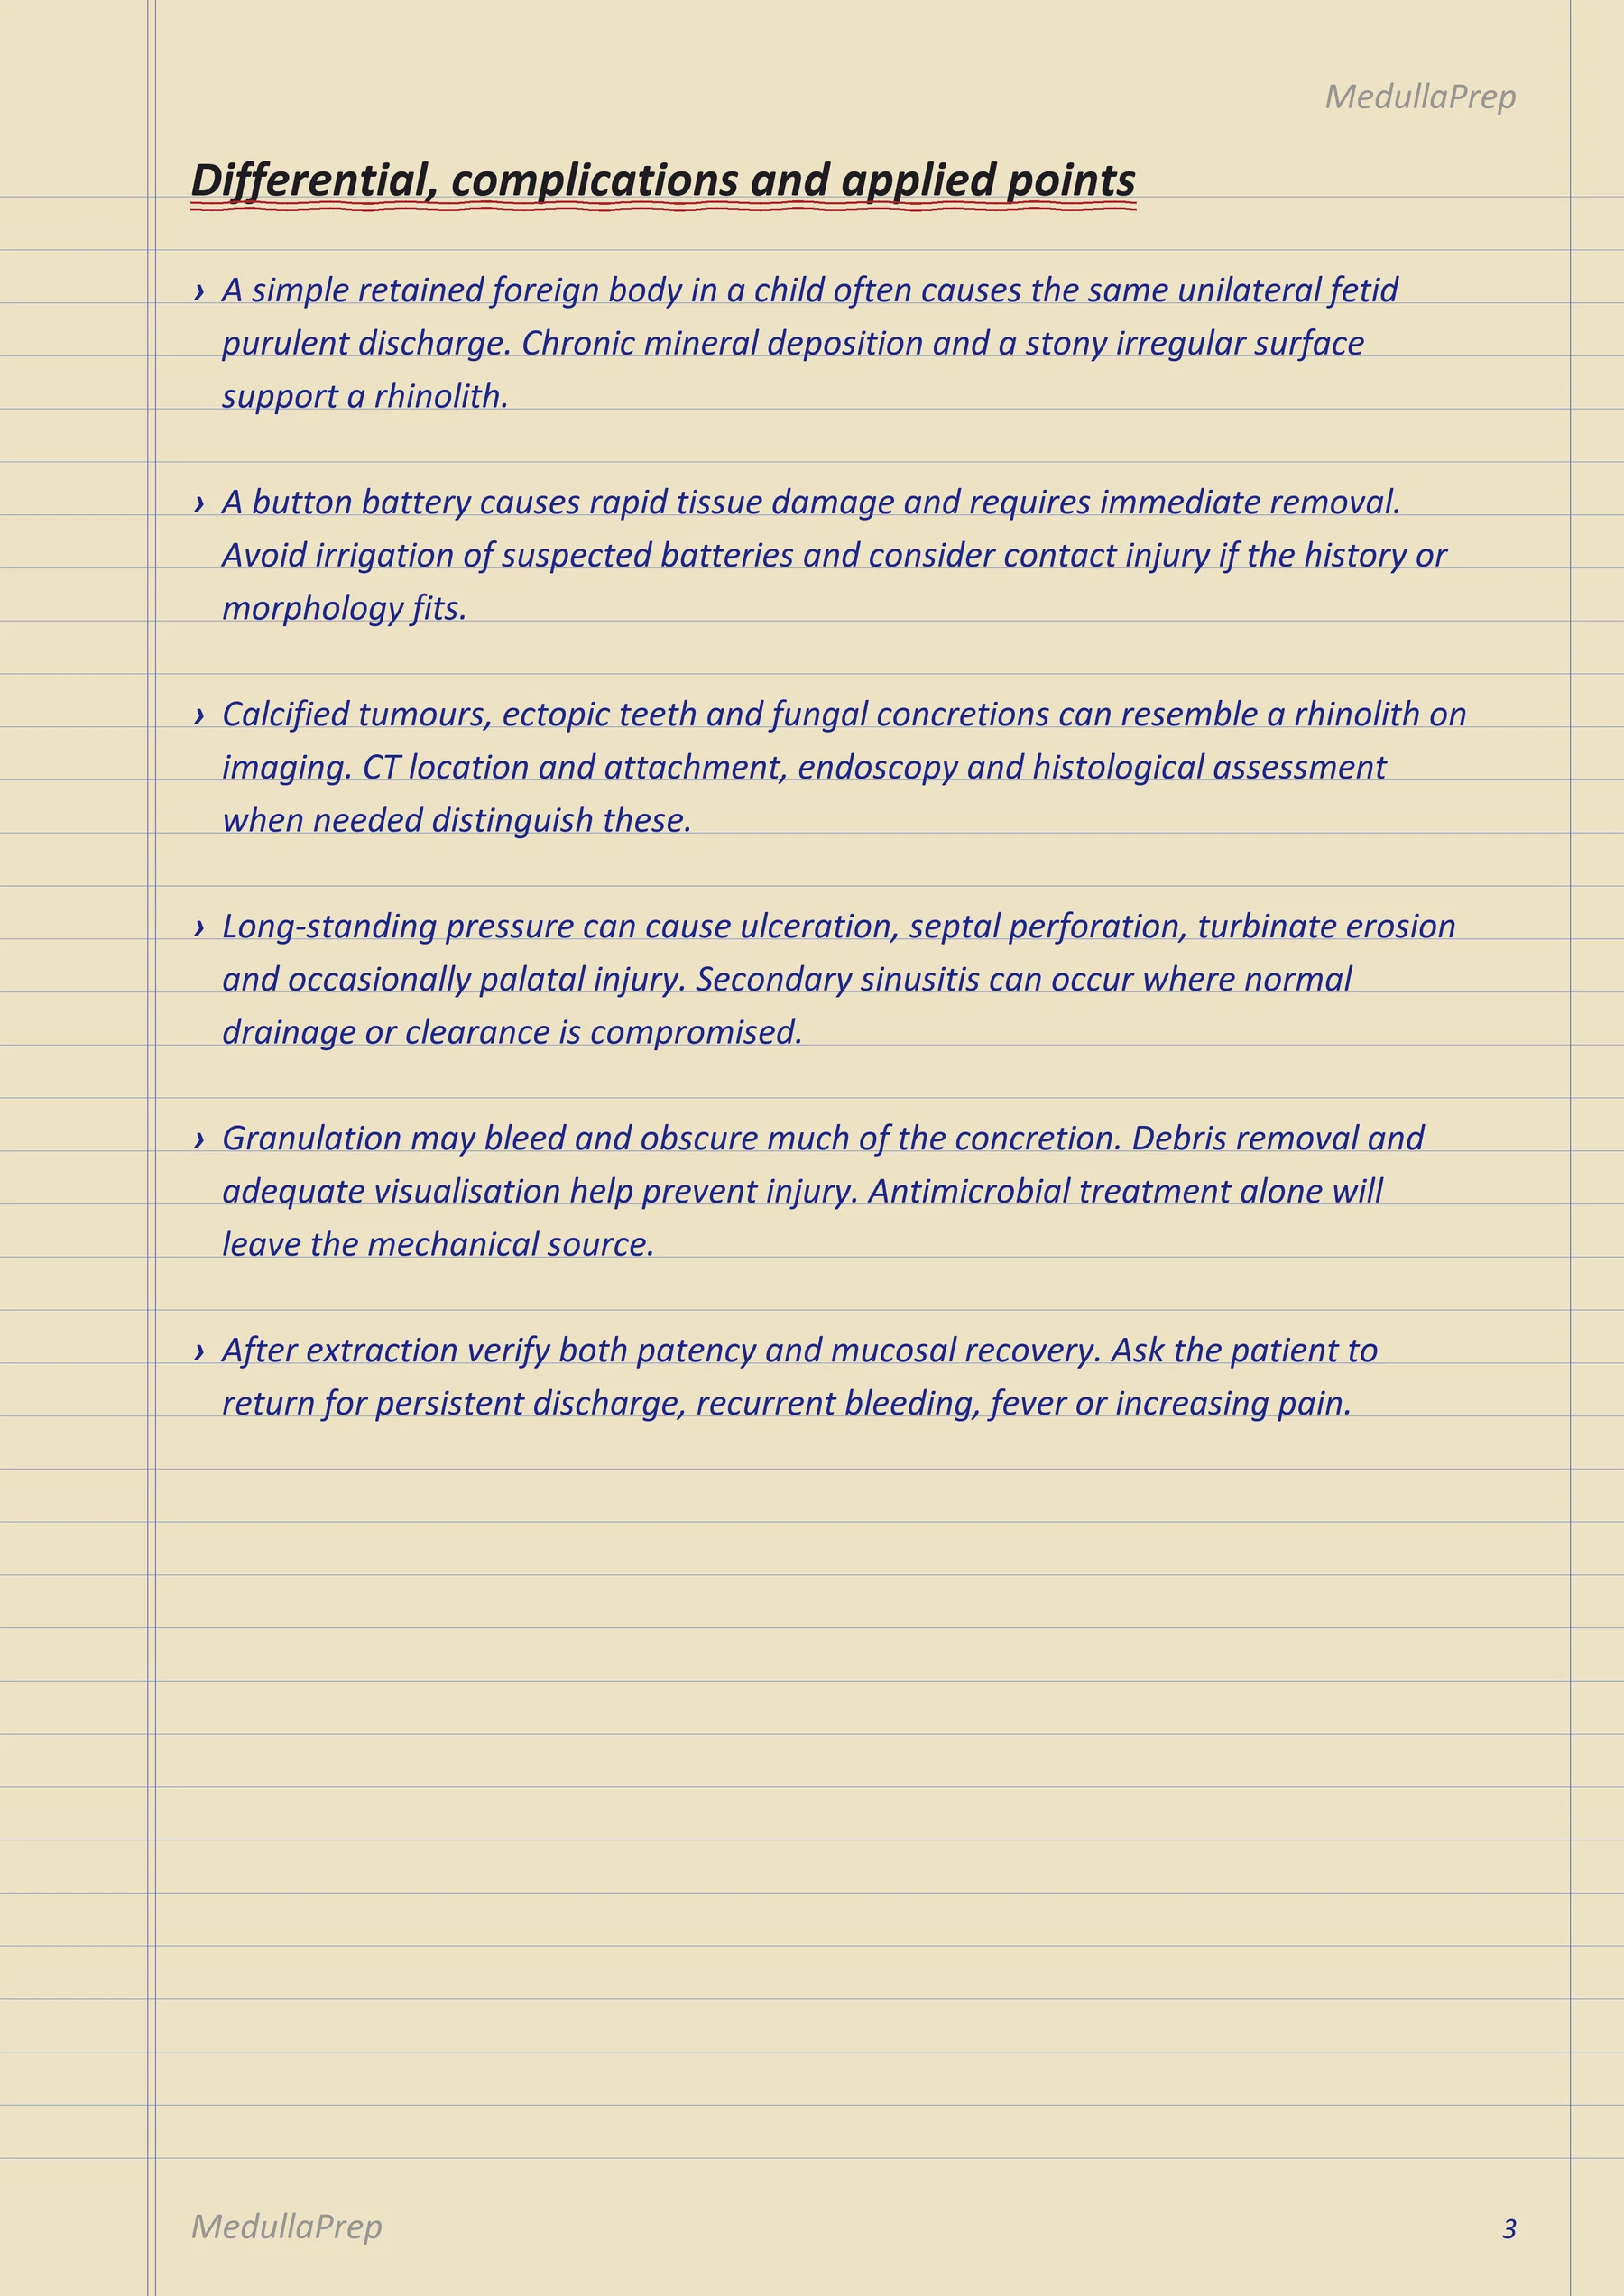 MedullaPrep
Differential, complications and applied points
› A simple retained foreign body in a child often causes the same unilateral fetid
purulent discharge. Chronic mineral deposition and a stony irregular surface
support a rhinolith.
› A button battery causes rapid tissue damage and requires immediate removal.
Avoid irrigation of suspected batteries and consider contact injury if the history or
morphology fits.
› Calcified tumours, ectopic teeth and fungal concretions can resemble a rhinolith on
imaging. CT location and attachment, endoscopy and histological assessment
when needed distinguish these.
› Long-standing pressure can cause ulceration, septal perforation, turbinate erosion
and occasionally palatal injury. Secondary sinusitis can occur where normal
drainage or clearance is compromised.
› Granulation may bleed and obscure much of the concretion. Debris removal and
adequate visualisation help prevent injury. Antimicrobial treatment alone will
leave the mechanical source.
› After extraction verify both patency and mucosal recovery. Ask the patient to
return for persistent discharge, recurrent bleeding, fever or increasing pain.
MedullaPrep
3